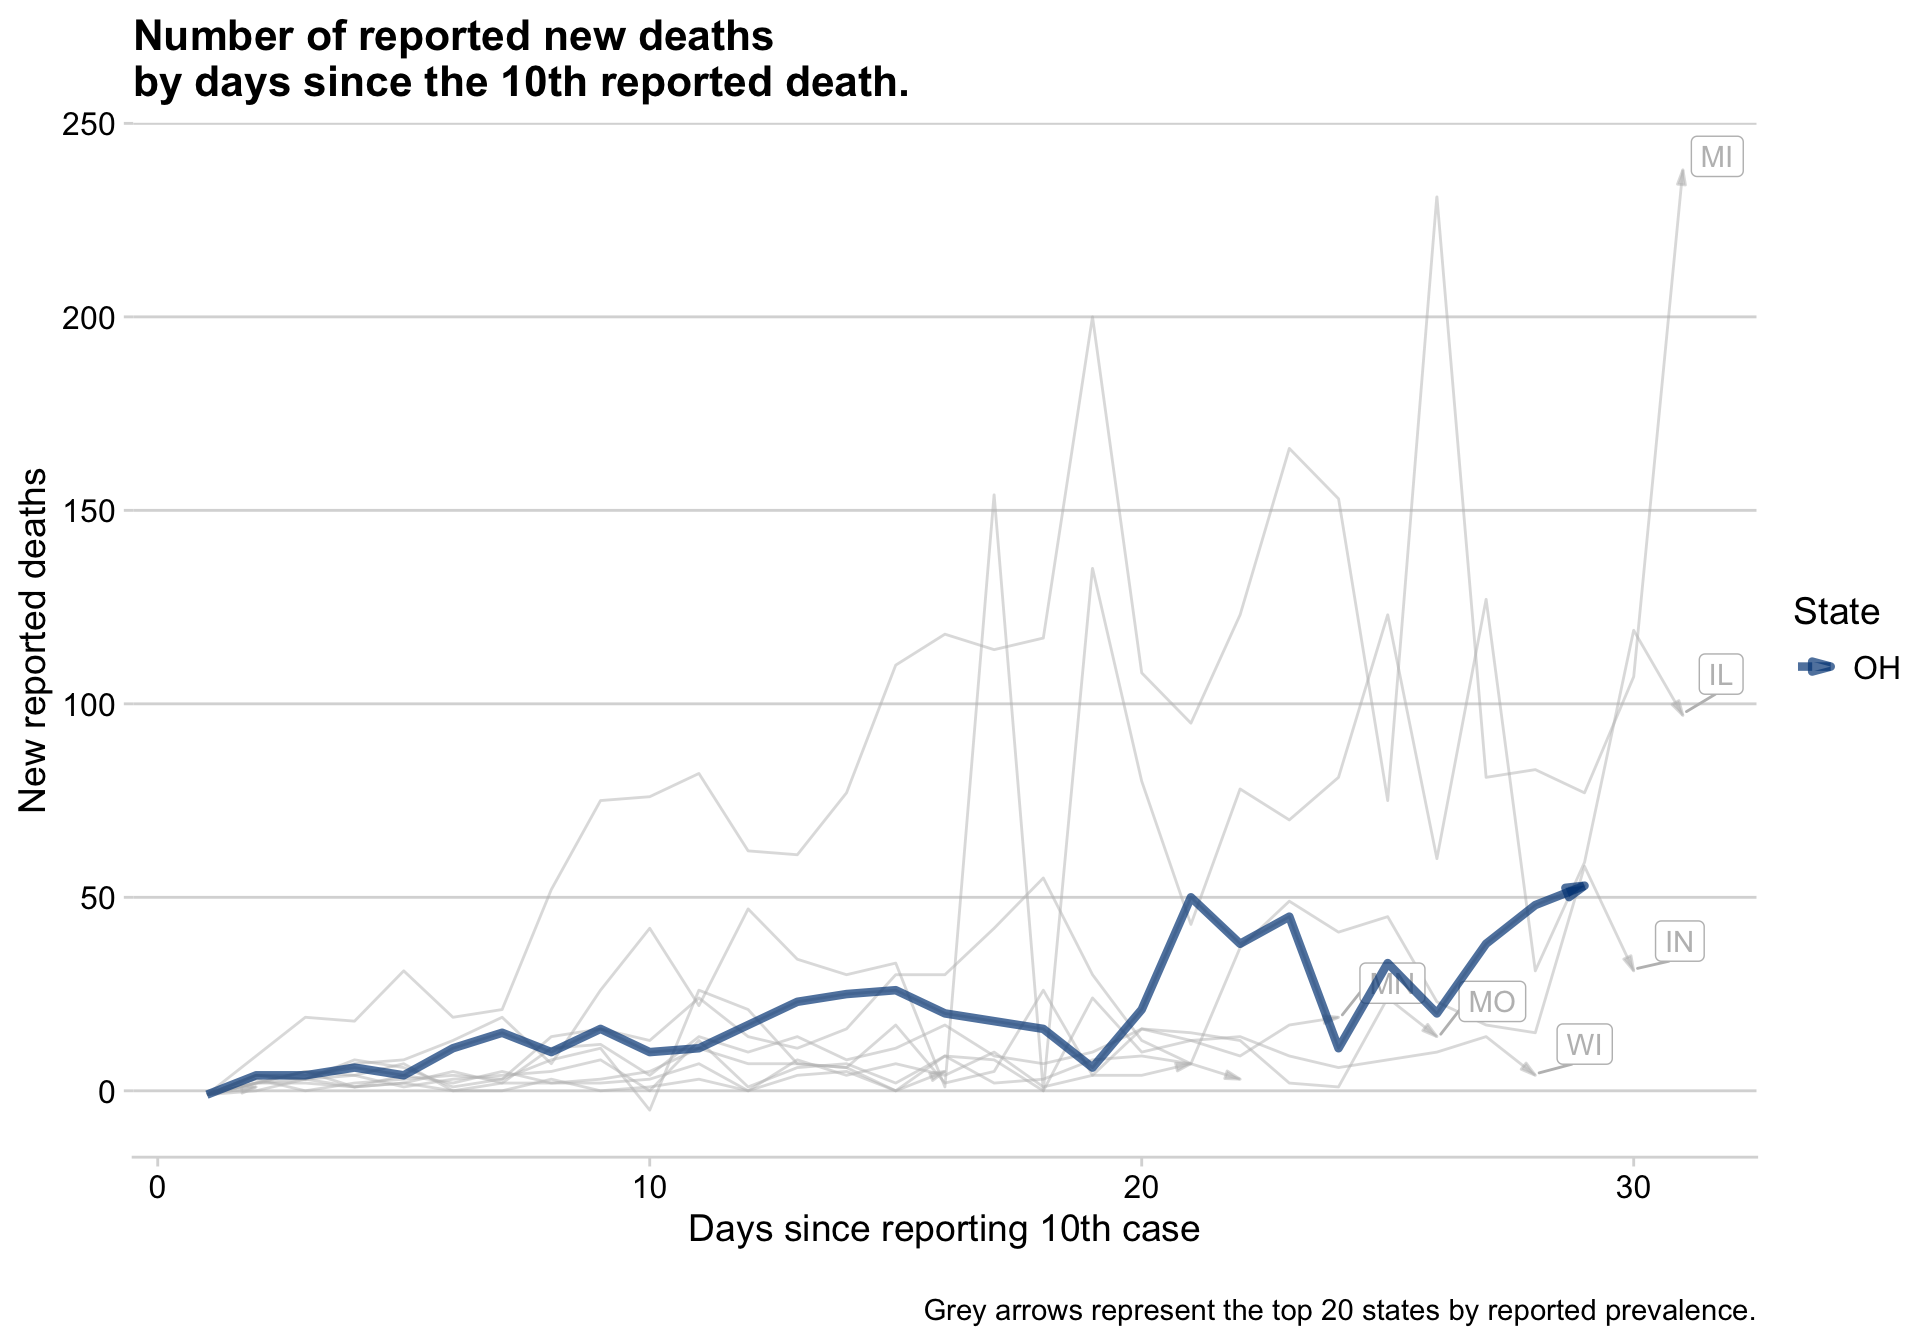 Number of reported new deaths
by days since the 10th reported death.
250
200
150
100
50
0
New reported deaths
MI
IL
IN
MO
WI
0
10
20
30
Days since reporting 10th case
State
OH
Grey arrows represent the top 20 states by reported prevalence.